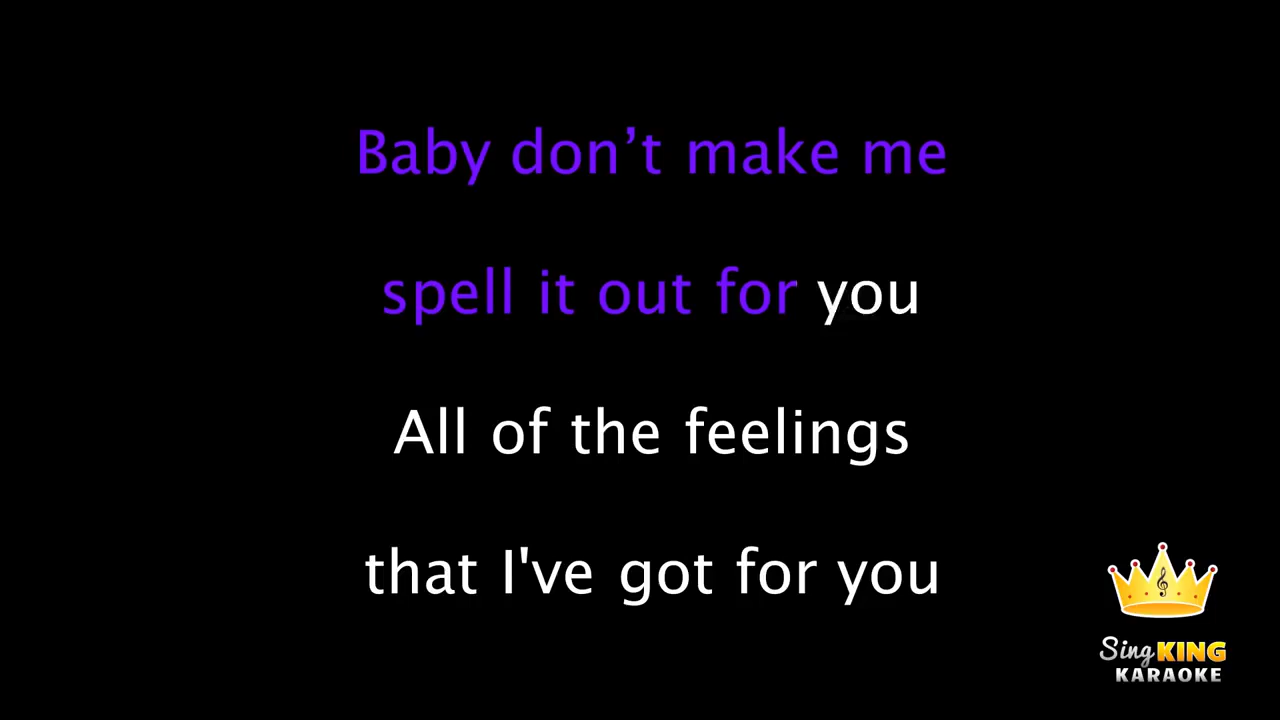 Baby don’t make me
spell it out for you
All of the feelings
that I've got for you
Sing KING
KARAOKE